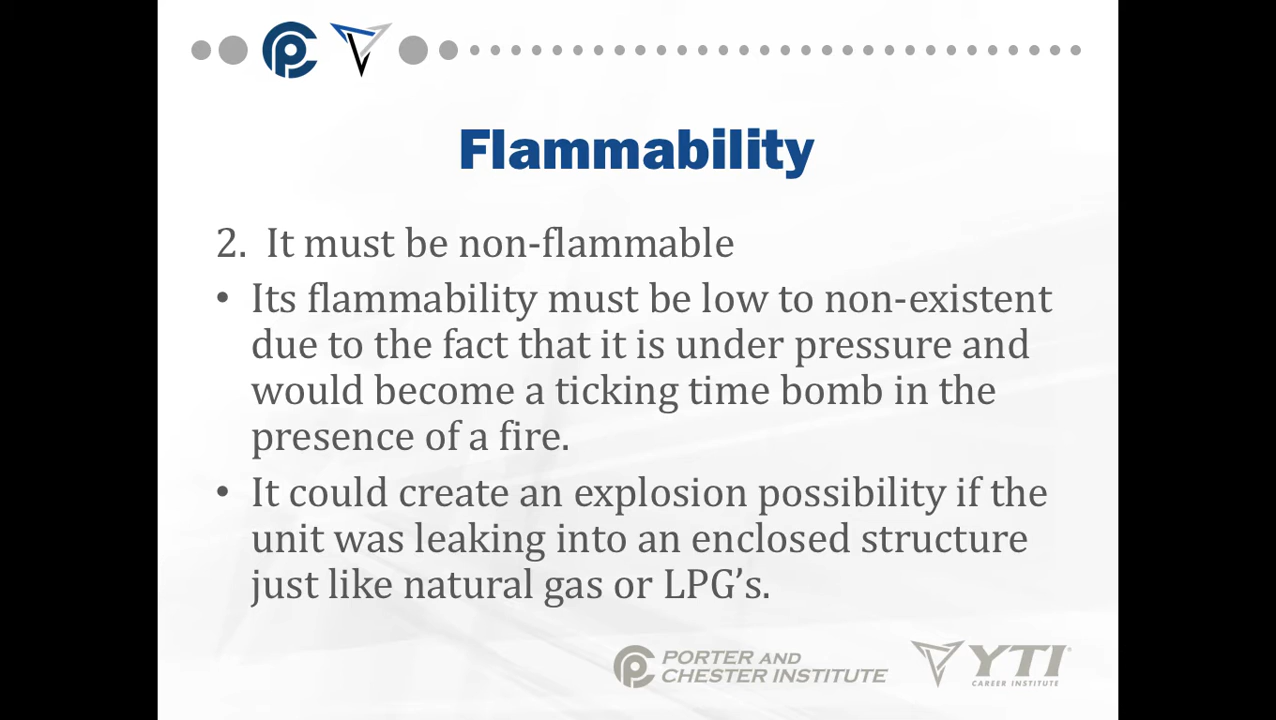 Flammability
2. It must be non-flammable
• Its flammability must be low to non-existent
due to the fact that it is under pressure and
would become a ticking time bomb in the
presence of a fire.
• It could create an explosion possibility if the
unit was leaking into an enclosed structure
just like natural gas or LPG’s.
PORTER AND
CHESTER INSTITUTE
YTI®
CAREER INSTITUTE